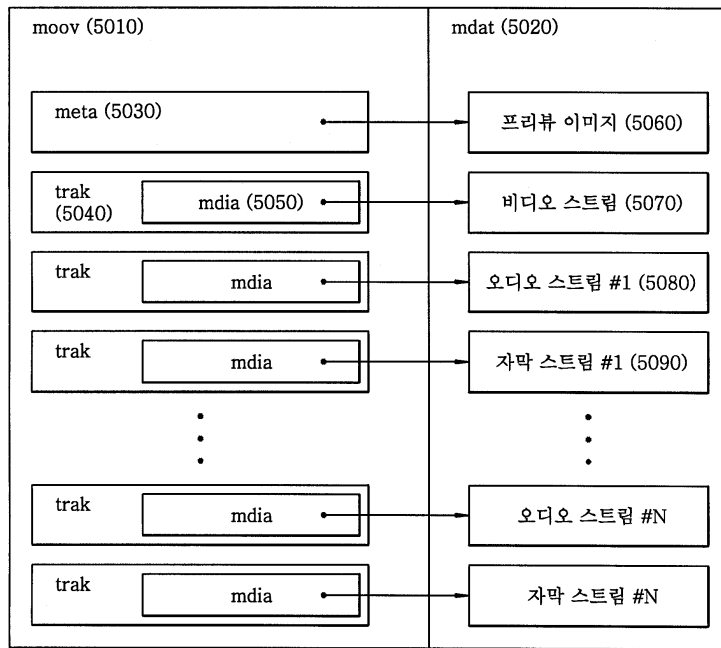 moov (5010)
mdat (5020)
meta (5030)
프리뷰 이미지 (5060)
trak
(5040)
mdia (5050)
비디오 스트림 (5070)
trak
mdia
오디오 스트림 #1 (5080)
trak
mdia
자막 스트림 #1 (5090)
trak
mdia
오디오 스트림 #N
trak
mdia
자막 스트림 #N